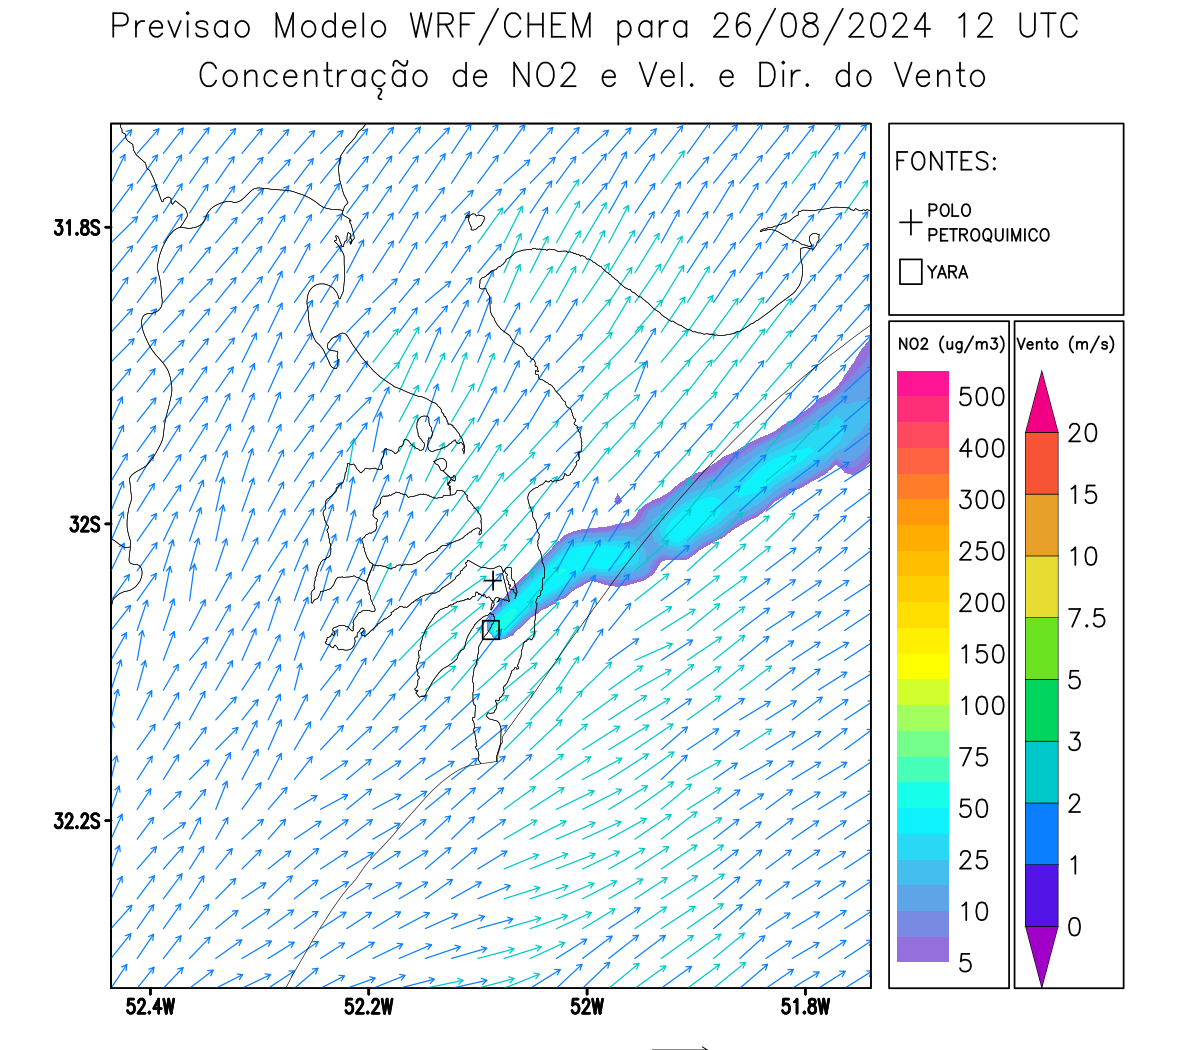 Previsao Modelo WRF/CHEM para 26/08/2024 12 UTC
Concentração de NO2 e Vel. e Dir. do Vento
FONTES:
POLO
PETROQUIMICO
YARA
NO2 (ug/m3)
500
400
300
250
200
150
100
75
50
25
10
5
Vento (m/s)
20
15
10
7.5
5
3
2
1
0
31.8S
32S
32.2S
52.4W
52.2W
52W
51.8W